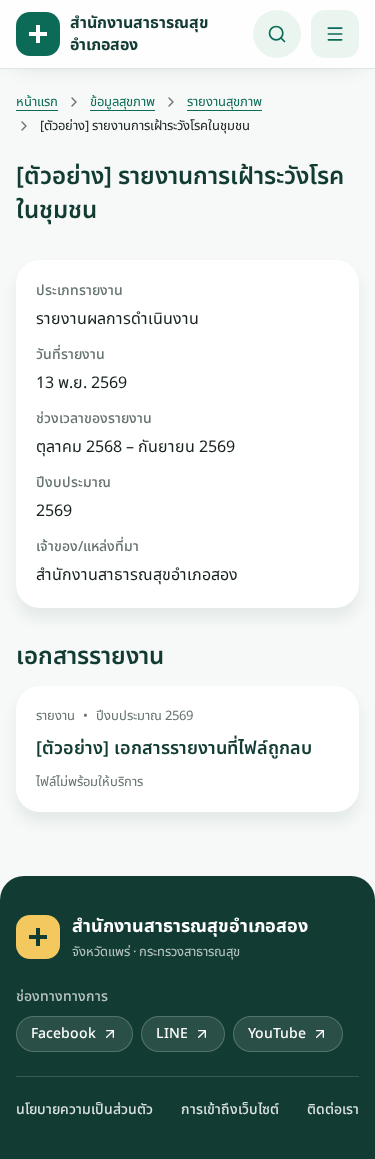 สำนักงานสาธารณสุข
อำเภอสอง
หน้าแรก
ข้อมูลสุขภาพ
รายงานสุขภาพ
[ตัวอย่าง] รายงานการเฝ้าระวังโรคในชุมชน
[ตัวอย่าง] รายงานการเฝ้าระวังโรค
ในชุมชน
ประเภทรายงาน
รายงานผลการดำเนินงาน
วันที่รายงาน
13 พ.ย. 2569
ช่วงเวลาของรายงาน
ตุลาคม 2568 – กันยายน 2569
ปีงบประมาณ
2569
เจ้าของ/แหล่งที่มา
สำนักงานสาธารณสุขอำเภอสอง
เอกสารรายงาน
รายงาน • ปีงบประมาณ 2569
[ตัวอย่าง] เอกสารรายงานที่ไฟล์ถูกลบ
ไฟล์ไม่พร้อมให้บริการ
สำนักงานสาธารณสุขอำเภอสอง
จังหวัดแพร่ · กระทรวงสาธารณสุข
ช่องทางทางการ
Facebook
LINE
YouTube
นโยบายความเป็นส่วนตัว
การเข้าถึงเว็บไซต์
ติดต่อเรา